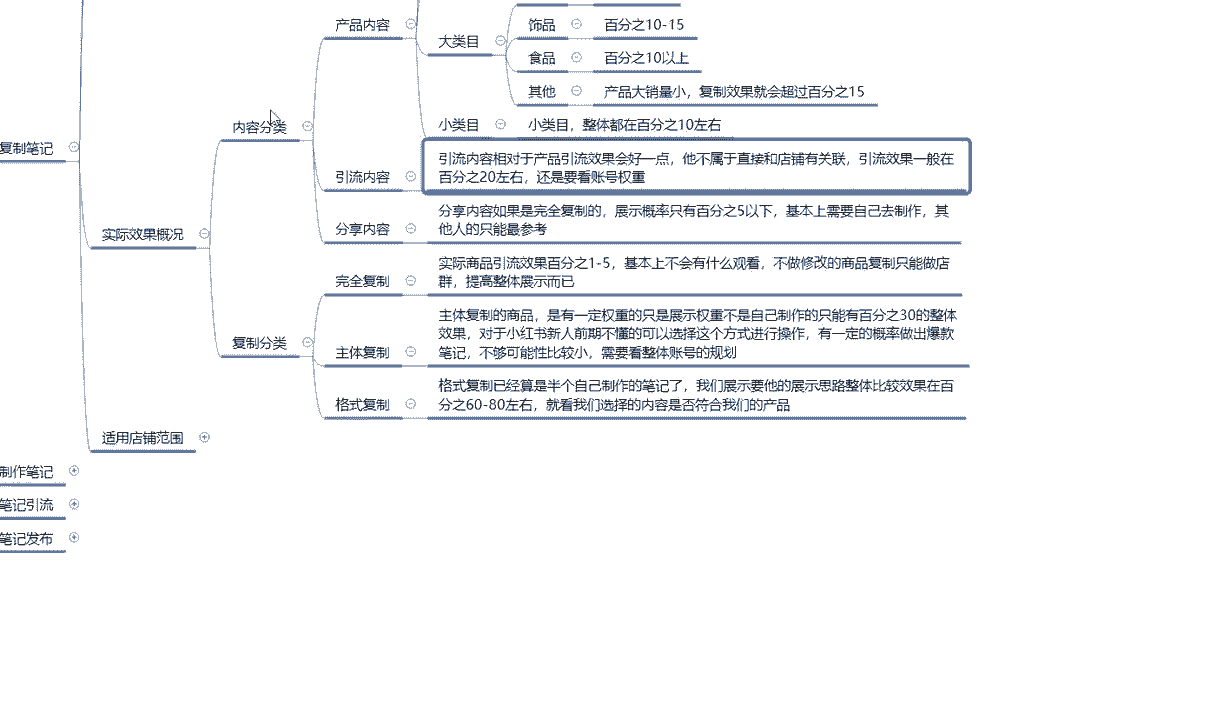 产品内容
大类目
饰品
百分之10-15
食品
百分之10以上
其他
产品大销量小，复制效果就会超过百分之15
内容分类
小类目
小类目，整体都在百分之10左右
复制笔记
引流内容
引流内容相对于产品引流效果会好一点，他不属于直接和店铺有关联，引流效果一般在
百分之20左右，还是要看账号权重
分享内容
分享内容如果是完全复制的，展示概率只有百分之5以下，基本上需要自己去制作，其
他人的只能最参考
实际效果概况
完全复制
实际商品引流效果百分之1-5，基本上不会有什么观看，不做修改的商品复制只能做店
群，提高整体展示而已
复制分类
主体复制
主体复制的商品，是有一定权重的只是展示权重不是自己制作的只能有百分之30的整体
效果，对于小红书新人前期不懂的可以选择这个方式进行操作，有一定的概率做出爆款
笔记，不够可能性比较小，需要看整体账号的规划
格式复制
格式复制已经算是半个自己制作的笔记了，我们展示要他的展示思路整体比较效果在百
分之60-80左右，就看我们选择的内容是否符合我们的产品
适用店铺范围
制作笔记
笔记引流
笔记发布